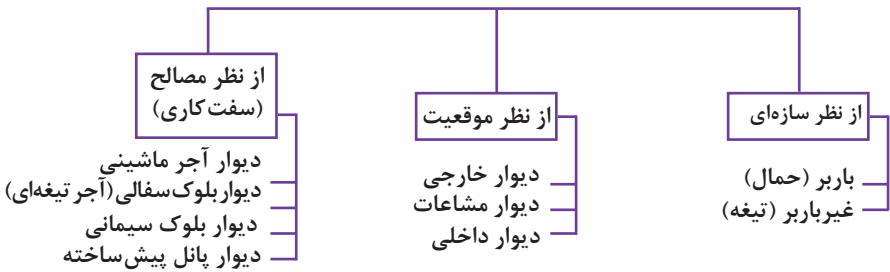 از نظر سازه‌ای
باربر (حمال)
غیرباربر (تیغه)
از نظر موقعیت
دیوار خارجی
دیوار مشاعات
دیوار داخلی
از نظر مصالح
(سفت‌کاری)
دیوار آجر ماشینی
دیوار بلوک سفالی (آجر تیغه‌ای)
دیوار بلوک سیمانی
دیوار پانل پیش‌ساخته